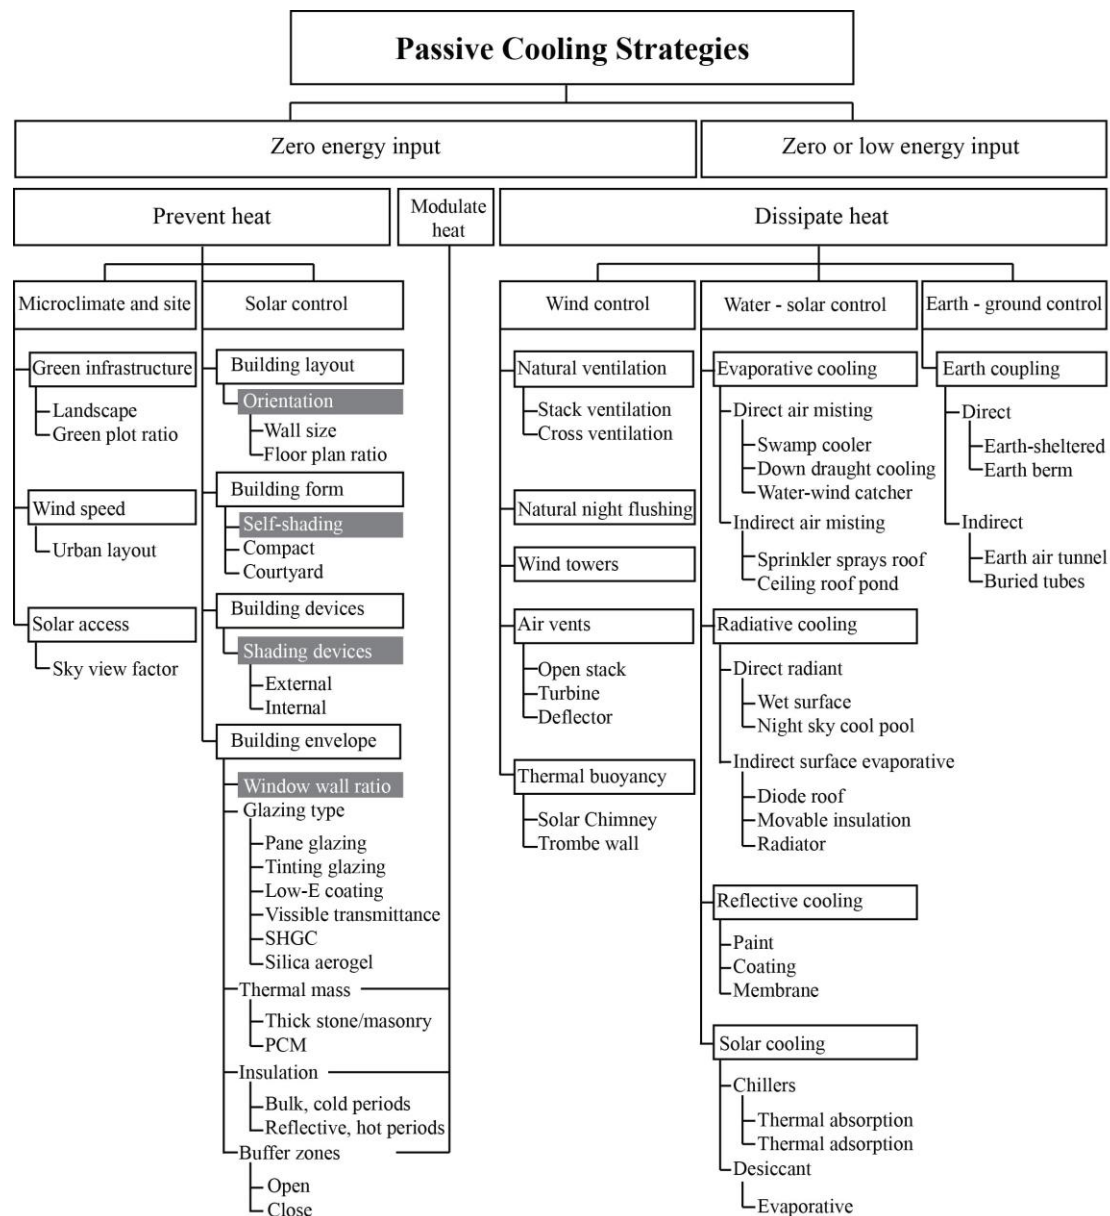 Passive Cooling Strategies
Zero energy input
Zero or low energy input
Prevent heat
Modulate
heat
Dissipate heat
Microclimate and site
Green infrastructure
Landscape
Green plot ratio
Wind speed
Urban layout
Solar access
Sky view factor
Solar control
Building layout
Orientation
Wall size
Floor plan ratio
Building form
Self-shading
Compact
Courtyard
Building devices
Shading devices
External
Internal
Building envelope
Window wall ratio
Glazing type
Pane glazing
Tinting glazing
Low-E coating
Vissible transmittance
SHGC
Silica aerogel
Thermal mass
Thick stone/masonry
PCM
Insulation
Bulk, cold periods
Reflective, hot periods
Buffer zones
Open
Close
Wind control
Natural ventilation
Stack ventilation
Cross ventilation
Natural night flushing
Wind towers
Air vents
Open stack
Turbine
Deflector
Thermal buoyancy
Solar Chimney
Trombe wall
Water - solar control
Evaporative cooling
Direct air misting
Swamp cooler
Down draught cooling
Water-wind catcher
Indirect air misting
Sprinkler sprays roof
Ceiling roof pond
Radiative cooling
Direct radiant
Wet surface
Night sky cool pool
Indirect surface evaporative
Diode roof
Movable insulation
Radiator
Reflective cooling
Paint
Coating
Membrane
Solar cooling
Chillers
Thermal absorption
Thermal adsorption
Desiccant
Evaporative
Earth - ground control
Earth coupling
Direct
Earth-sheltered
Earth berm
Indirect
Earth air tunnel
Buried tubes